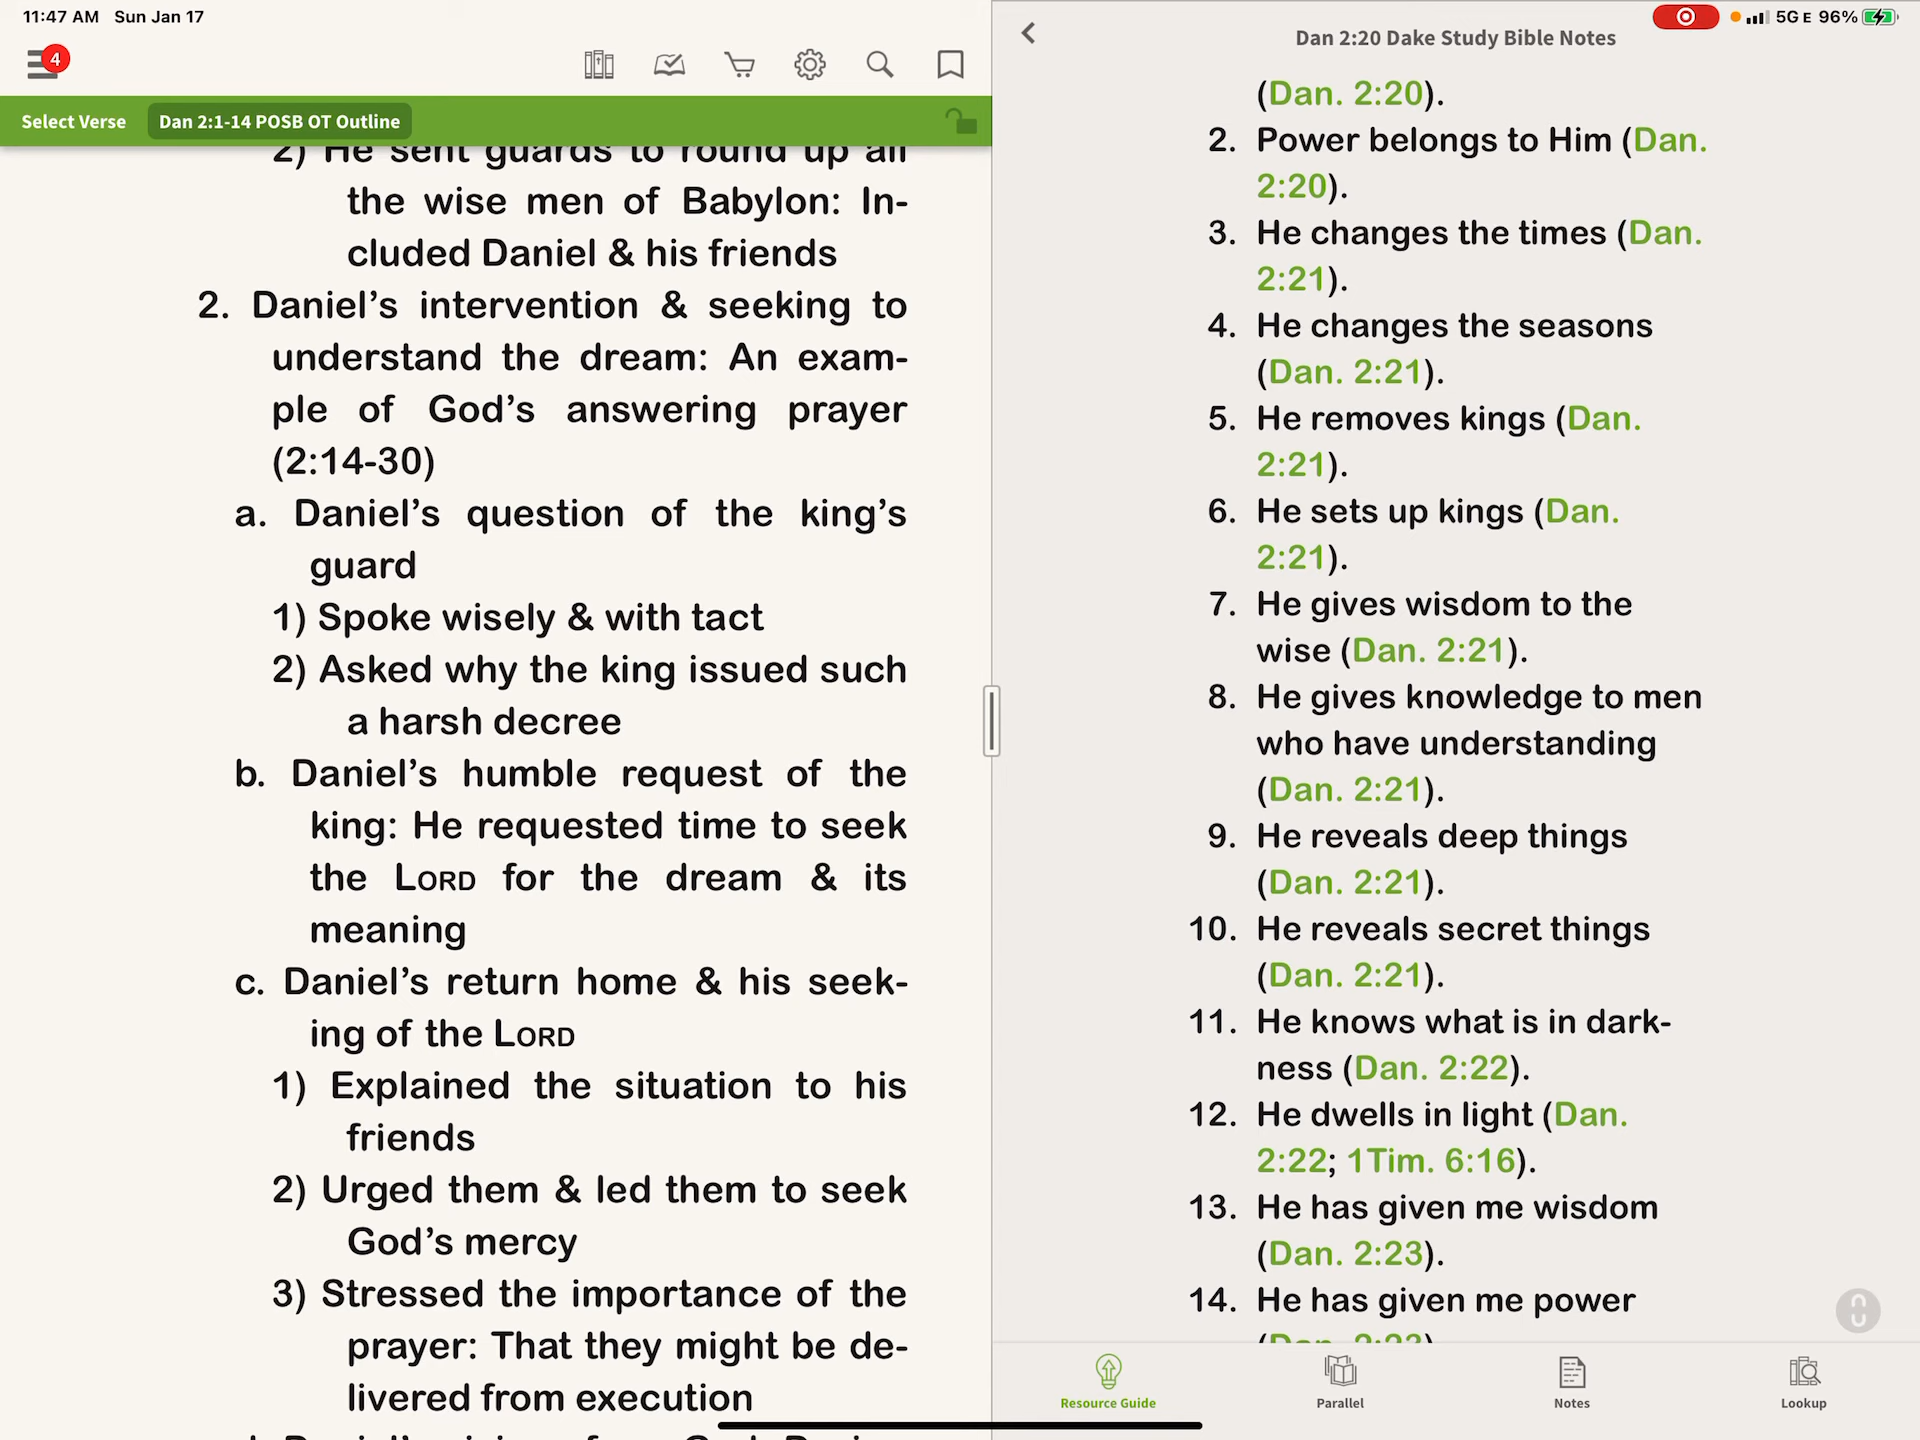 11:47 AM Sun Jan 17
5G E 96%
4
Select Verse
Dan 2:1-14 POSB OT Outline
2) He sent guards to round up all
the wise men of Babylon: In-
cluded Daniel & his friends
2. Daniel’s intervention & seeking to
understand the dream: An exam-
ple of God’s answering prayer
(2:14-30)
a. Daniel’s question of the king’s
guard
1) Spoke wisely & with tact
2) Asked why the king issued such
a harsh decree
b. Daniel’s humble request of the
king: He requested time to seek
the LORD for the dream & its
meaning
c. Daniel’s return home & his seek-
ing of the LORD
1) Explained the situation to his
friends
2) Urged them & led them to seek
God’s mercy
3) Stressed the importance of the
prayer: That they might be de-
livered from execution
Dan 2:20 Dake Study Bible Notes
(Dan. 2:20).
2. Power belongs to Him (Dan.
2:20).
3. He changes the times (Dan.
2:21).
4. He changes the seasons
(Dan. 2:21).
5. He removes kings (Dan.
2:21).
6. He sets up kings (Dan.
2:21).
7. He gives wisdom to the
wise (Dan. 2:21).
8. He gives knowledge to men
who have understanding
(Dan. 2:21).
9. He reveals deep things
(Dan. 2:21).
10. He reveals secret things
(Dan. 2:21).
11. He knows what is in dark-
ness (Dan. 2:22).
12. He dwells in light (Dan.
2:22; 1Tim. 6:16).
13. He has given me wisdom
(Dan. 2:23).
14. He has given me power
(Dan. 2:23)
Resource Guide
Parallel
Notes
Lookup